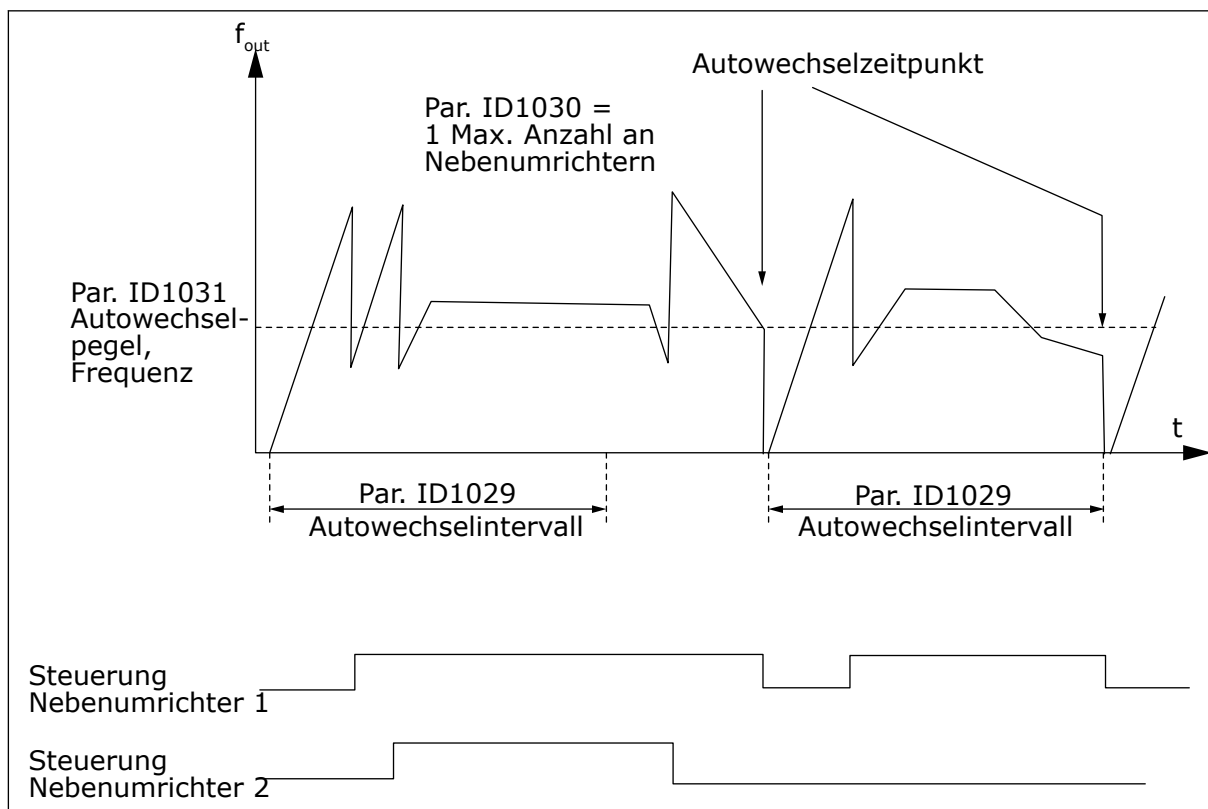 f_out
Autowechselzeitpunkt
Par. ID1030 =
1 Max. Anzahl an
Nebenumrichtern
Par. ID1031
Autowechsel-
pegel,
Frequenz
t
Par. ID1029
Autowechselintervall
Par. ID1029
Autowechselintervall
Steuerung
Nebenumrichter 1
Steuerung
Nebenumrichter 2